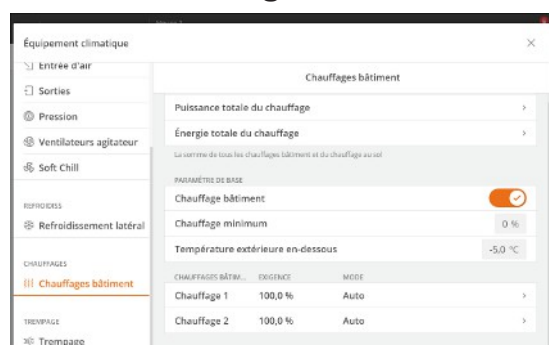 Équipement climatique
Entrée d'air
Sorties
Pression
Ventilateurs agitateur
Soft Chill
REFROIDISS
Refroidissement latéral
CHAUFFAGES
Chauffages bâtiment
TREMPAGE
Trempage
Chauffages bâtiment
Puissance totale du chauffage
Énergie totale du chauffage
La somme de tous les chauffages bâtiment et du chauffage au sol
PARAMÈTRE DE BASE
Chauffage bâtiment
Chauffage minimum 0 %
Température extérieure en-dessous -5,0 °C
CHAUFFAGES BÂTIM... EXIGENCE MODE
Chauffage 1 100,0 % Auto
Chauffage 2 100,0 % Auto